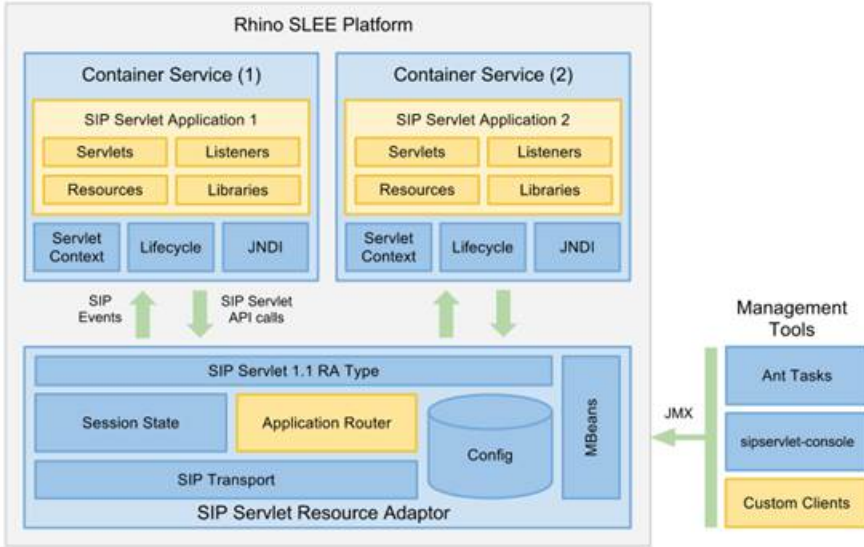 Rhino SLEE Platform
Container Service (1)
SIP Servlet Application 1
Servlets
Listeners
Resources
Libraries
Servlet
Context
Lifecycle
JNDI
Container Service (2)
SIP Servlet Application 2
Servlets
Listeners
Resources
Libraries
Servlet
Context
Lifecycle
JNDI
SIP
Events
SIP Servlet
API calls
SIP Servlet 1.1 RA Type
Session State
Application Router
Config
MBeans
SIP Transport
SIP Servlet Resource Adaptor
JMX
Management
Tools
Ant Tasks
sipservlet-console
Custom Clients